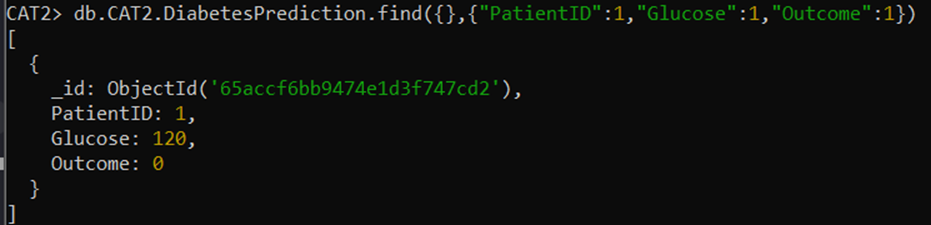 CAT2> db.CAT2.DiabetesPrediction.find({},{"PatientID":1,"Glucose":1,"Outcome":1})
[
  {
    _id: ObjectId('65accf6bb9474e1d3f747cd2'),
    PatientID: 1,
    Glucose: 120,
    Outcome: 0
  }
]